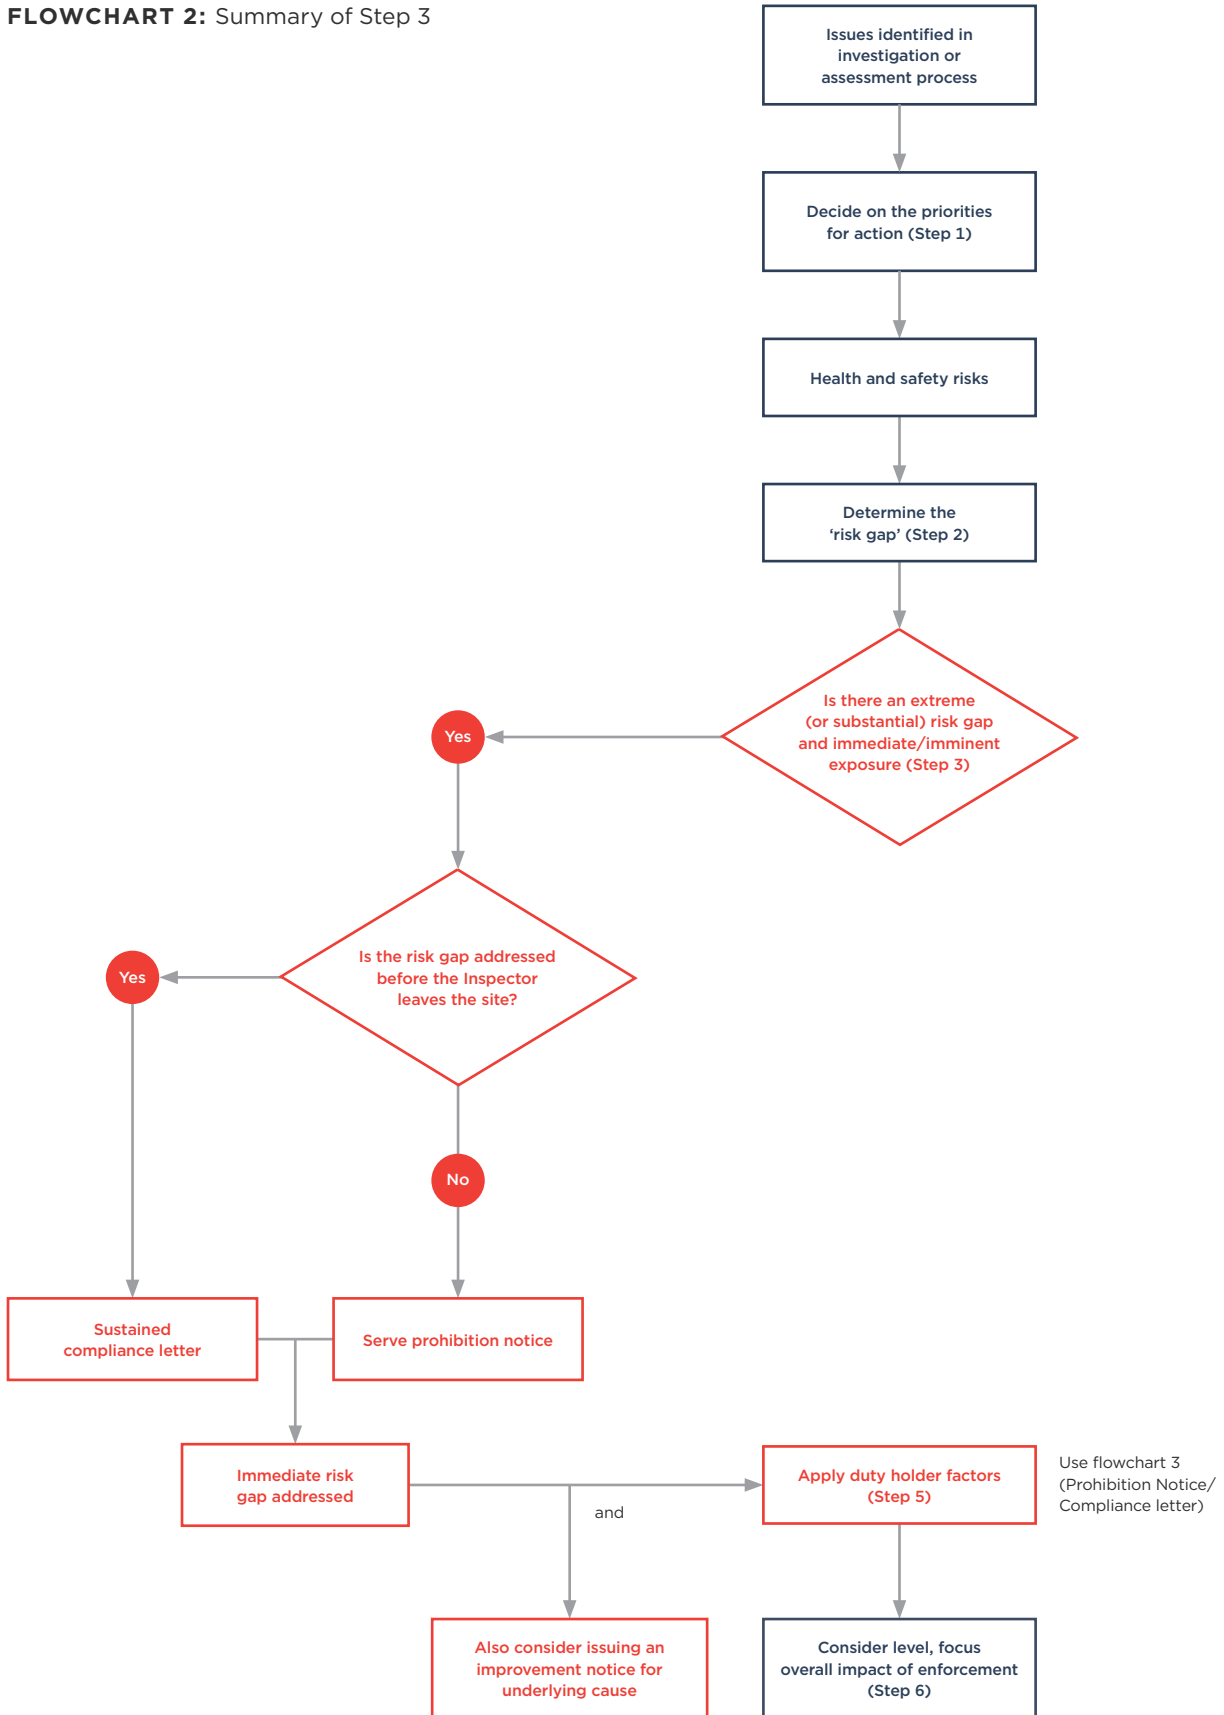 FLOWCHART 2: Summary of Step 3
Issues identified in
investigation or
assessment process
Decide on the priorities
for action (Step 1)
Health and safety risks
Determine the
‘risk gap’ (Step 2)
Is there an extreme
(or substantial) risk gap
and immediate/imminent
exposure (Step 3)
Yes
Is the risk gap addressed
before the Inspector
leaves the site?
Yes
No
Sustained
compliance letter
Serve prohibition notice
Immediate risk
gap addressed
and
Apply duty holder factors
(Step 5)
Use flowchart 3
(Prohibition Notice/
Compliance letter)
Also consider issuing an
improvement notice for
underlying cause
Consider level, focus
overall impact of enforcement
(Step 6)